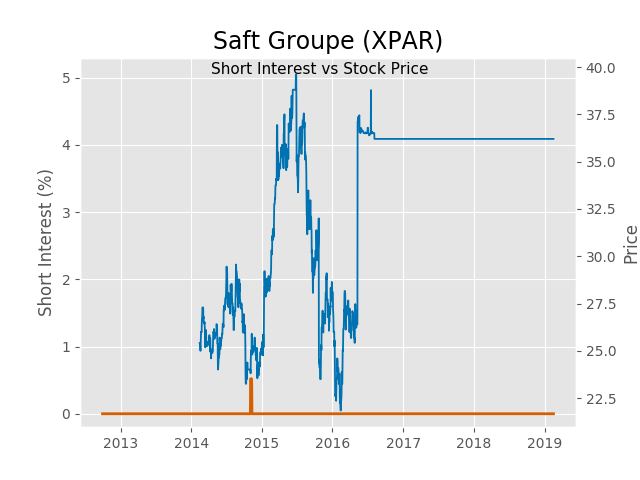 Saft Groupe (XPAR)
Short Interest vs Stock Price
Short Interest (%)
5
4
3
2
1
0
40.0
37.5
35.0
32.5
30.0
27.5
25.0
22.5
Price
2013 2014 2015 2016 2017 2018 2019